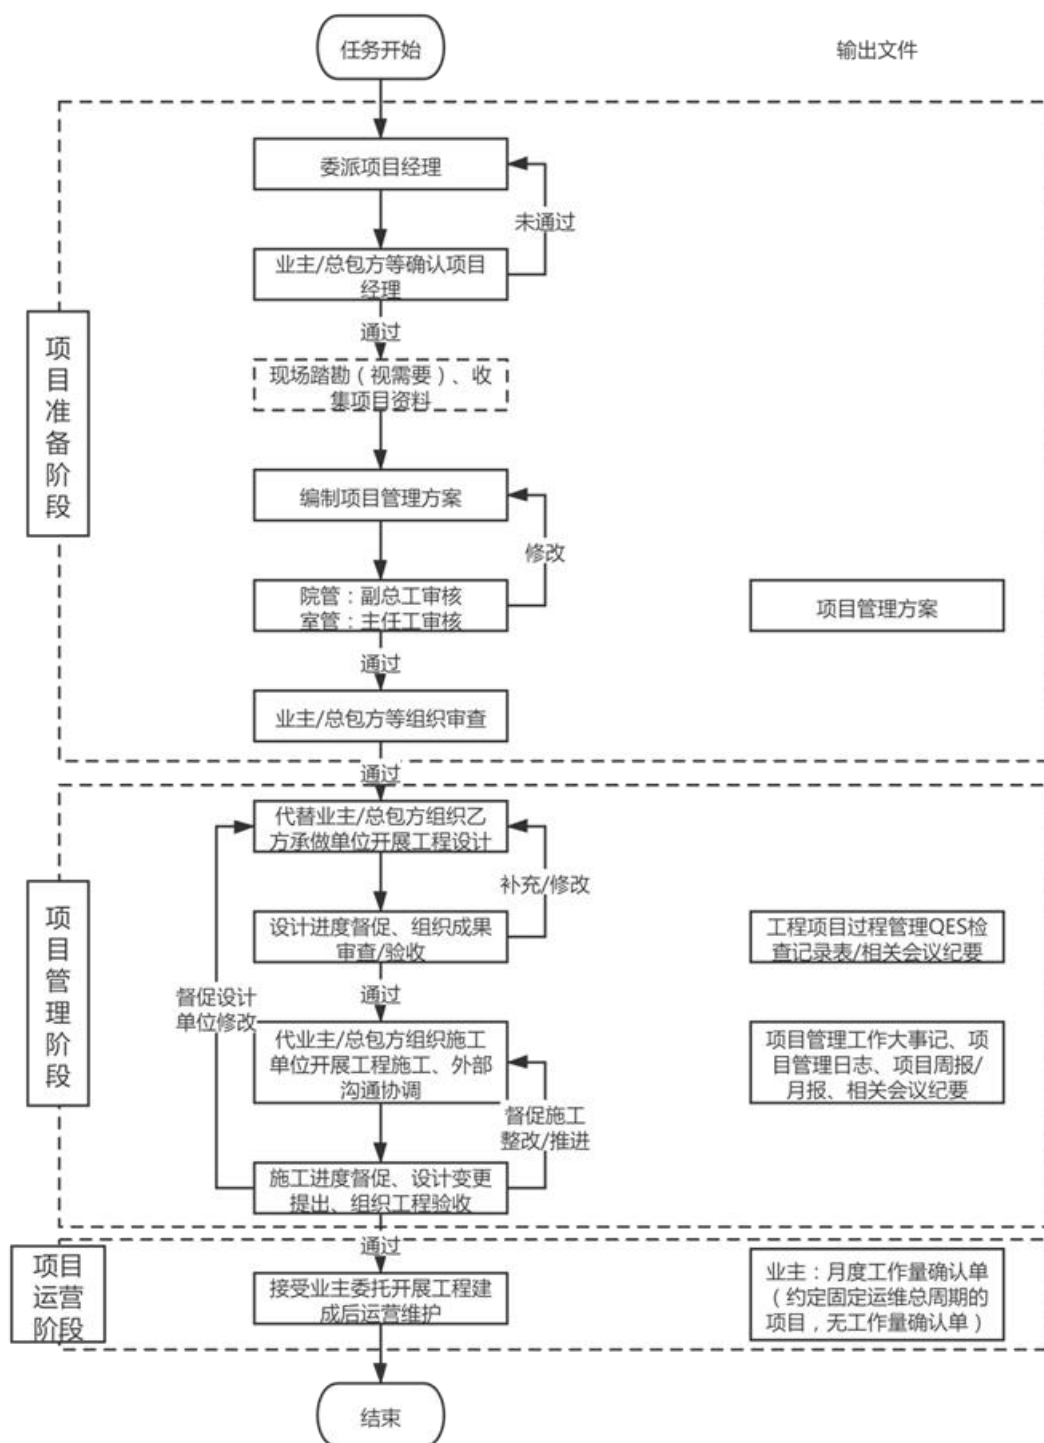 任务开始
输出文件
委派项目经理
未通过
业主/总包方等确认项目
经理
通过
项
目
准
备
阶
段
现场踏勘（视需要）、收
集项目资料
编制项目管理方案
修改
院管：副总工审核
室管：主任工审核
项目管理方案
通过
业主/总包方等组织审查
通过
代替业主/总包方组织乙
方承做单位开展工程设计
补充/修改
项
目
管
理
阶
段
设计进度督促、组织成果
审查/验收
工程项目过程管理QES检
查记录表/相关会议纪要
督促设计
单位修改
通过
代业主/总包方组织施工
单位开展工程施工、外部
沟通协调
项目管理工作大事记、项
目管理日志、项目周报/
月报、相关会议纪要
督促施工
整改/推进
施工进度督促、设计变更
提出、组织工程验收
通过
项目
运营
阶段
接受业主委托开展工程建
成后运营维护
业主：月度工作量确认单
（约定固定运维总周期的
项目，无工作量确认单）
结束